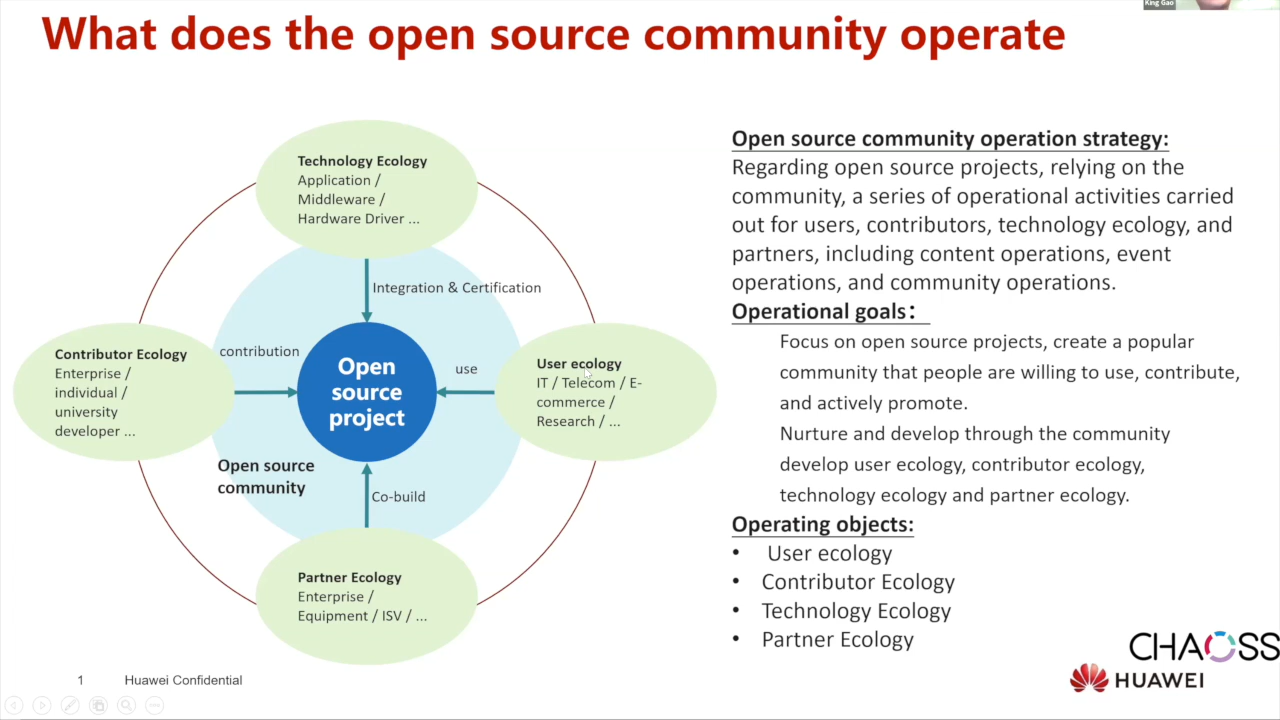 King Gao
What does the open source community operate
Technology Ecology
Application /
Middleware /
Hardware Driver ...
Integration & Certification
Contributor Ecology
Enterprise /
individual /
university
developer ...
contribution
Open
source
project
use
User ecology
IT / Telecom / E-
commerce /
Research / ...
Open source
community
Co-build
Partner Ecology
Enterprise /
Equipment / ISV / ...
Open source community operation strategy:
Regarding open source projects, relying on the
community, a series of operational activities carried
out for users, contributors, technology ecology, and
partners, including content operations, event
operations, and community operations.
Operational goals：
Focus on open source projects, create a popular
community that people are willing to use, contribute,
and actively promote.
Nurture and develop through the community
develop user ecology, contributor ecology,
technology ecology and partner ecology.
Operating objects:
• User ecology
• Contributor Ecology
• Technology Ecology
• Partner Ecology
CHAOSS
HUAWEI
1 Huawei Confidential